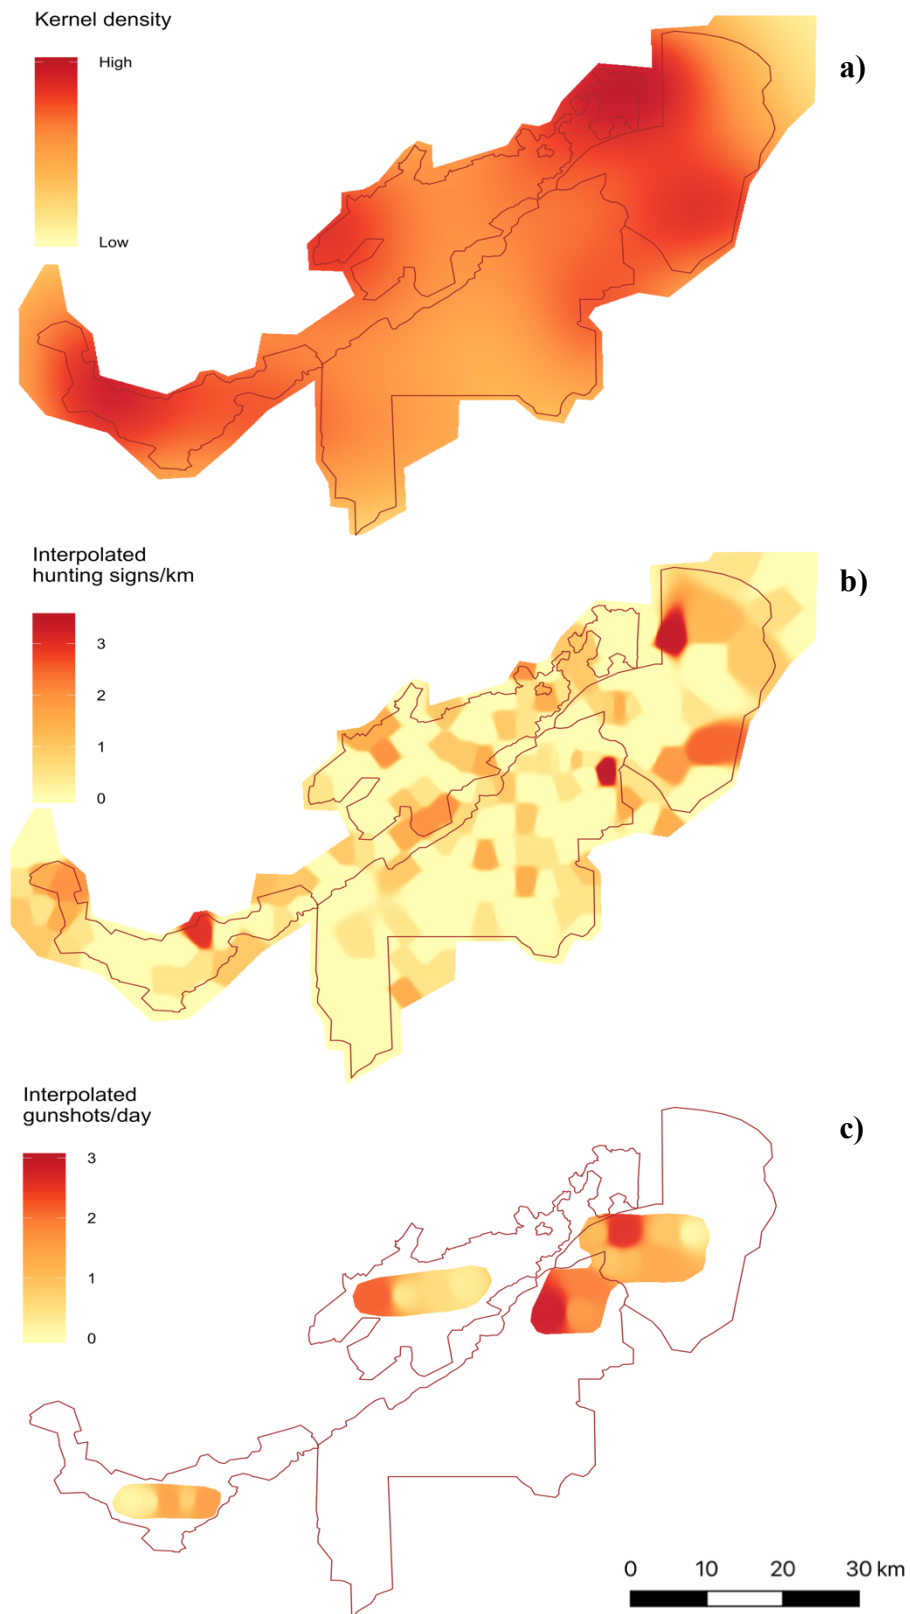 Kernel density
High
Low
a)
Interpolated
hunting signs/km
3
2
1
0
b)
Interpolated
gunshots/day
3
2
1
0
c)
0 10 20 30 km